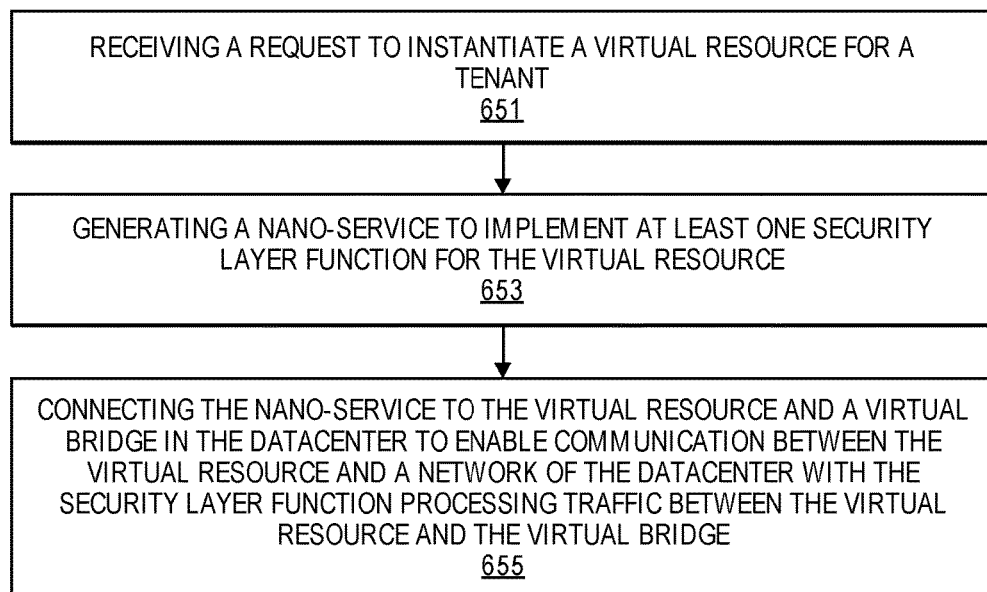 RECEIVING A REQUEST TO INSTANTIATE A VIRTUAL RESOURCE FOR A
TENANT
651
GENERATING A NANO-SERVICE TO IMPLEMENT AT LEAST ONE SECURITY
LAYER FUNCTION FOR THE VIRTUAL RESOURCE
653
CONNECTING THE NANO-SERVICE TO THE VIRTUAL RESOURCE AND A VIRTUAL
BRIDGE IN THE DATACENTER TO ENABLE COMMUNICATION BETWEEN THE
VIRTUAL RESOURCE AND A NETWORK OF THE DATACENTER WITH THE
SECURITY LAYER FUNCTION PROCESSING TRAFFIC BETWEEN THE VIRTUAL
RESOURCE AND THE VIRTUAL BRIDGE
655